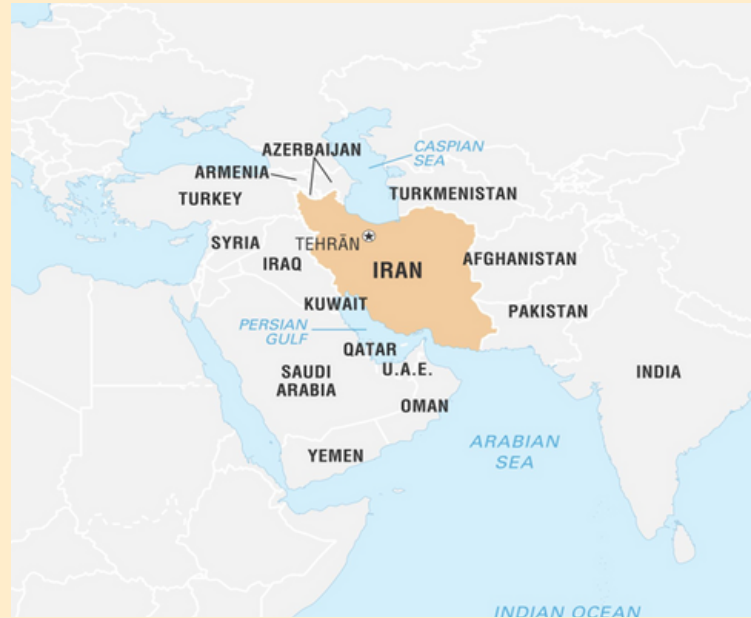 AZERBAIJAN
CASPIAN
SEA
ARMENIA
TURKEY
TURKMENISTAN
SYRIA
TEHRĀN
IRAQ
IRAN
AFGHANISTAN
KUWAIT
PAKISTAN
PERSIAN
GULF
QATAR
U.A.E.
SAUDI
ARABIA
INDIA
OMAN
ARABIAN
SEA
YEMEN
INDIAN OCEAN